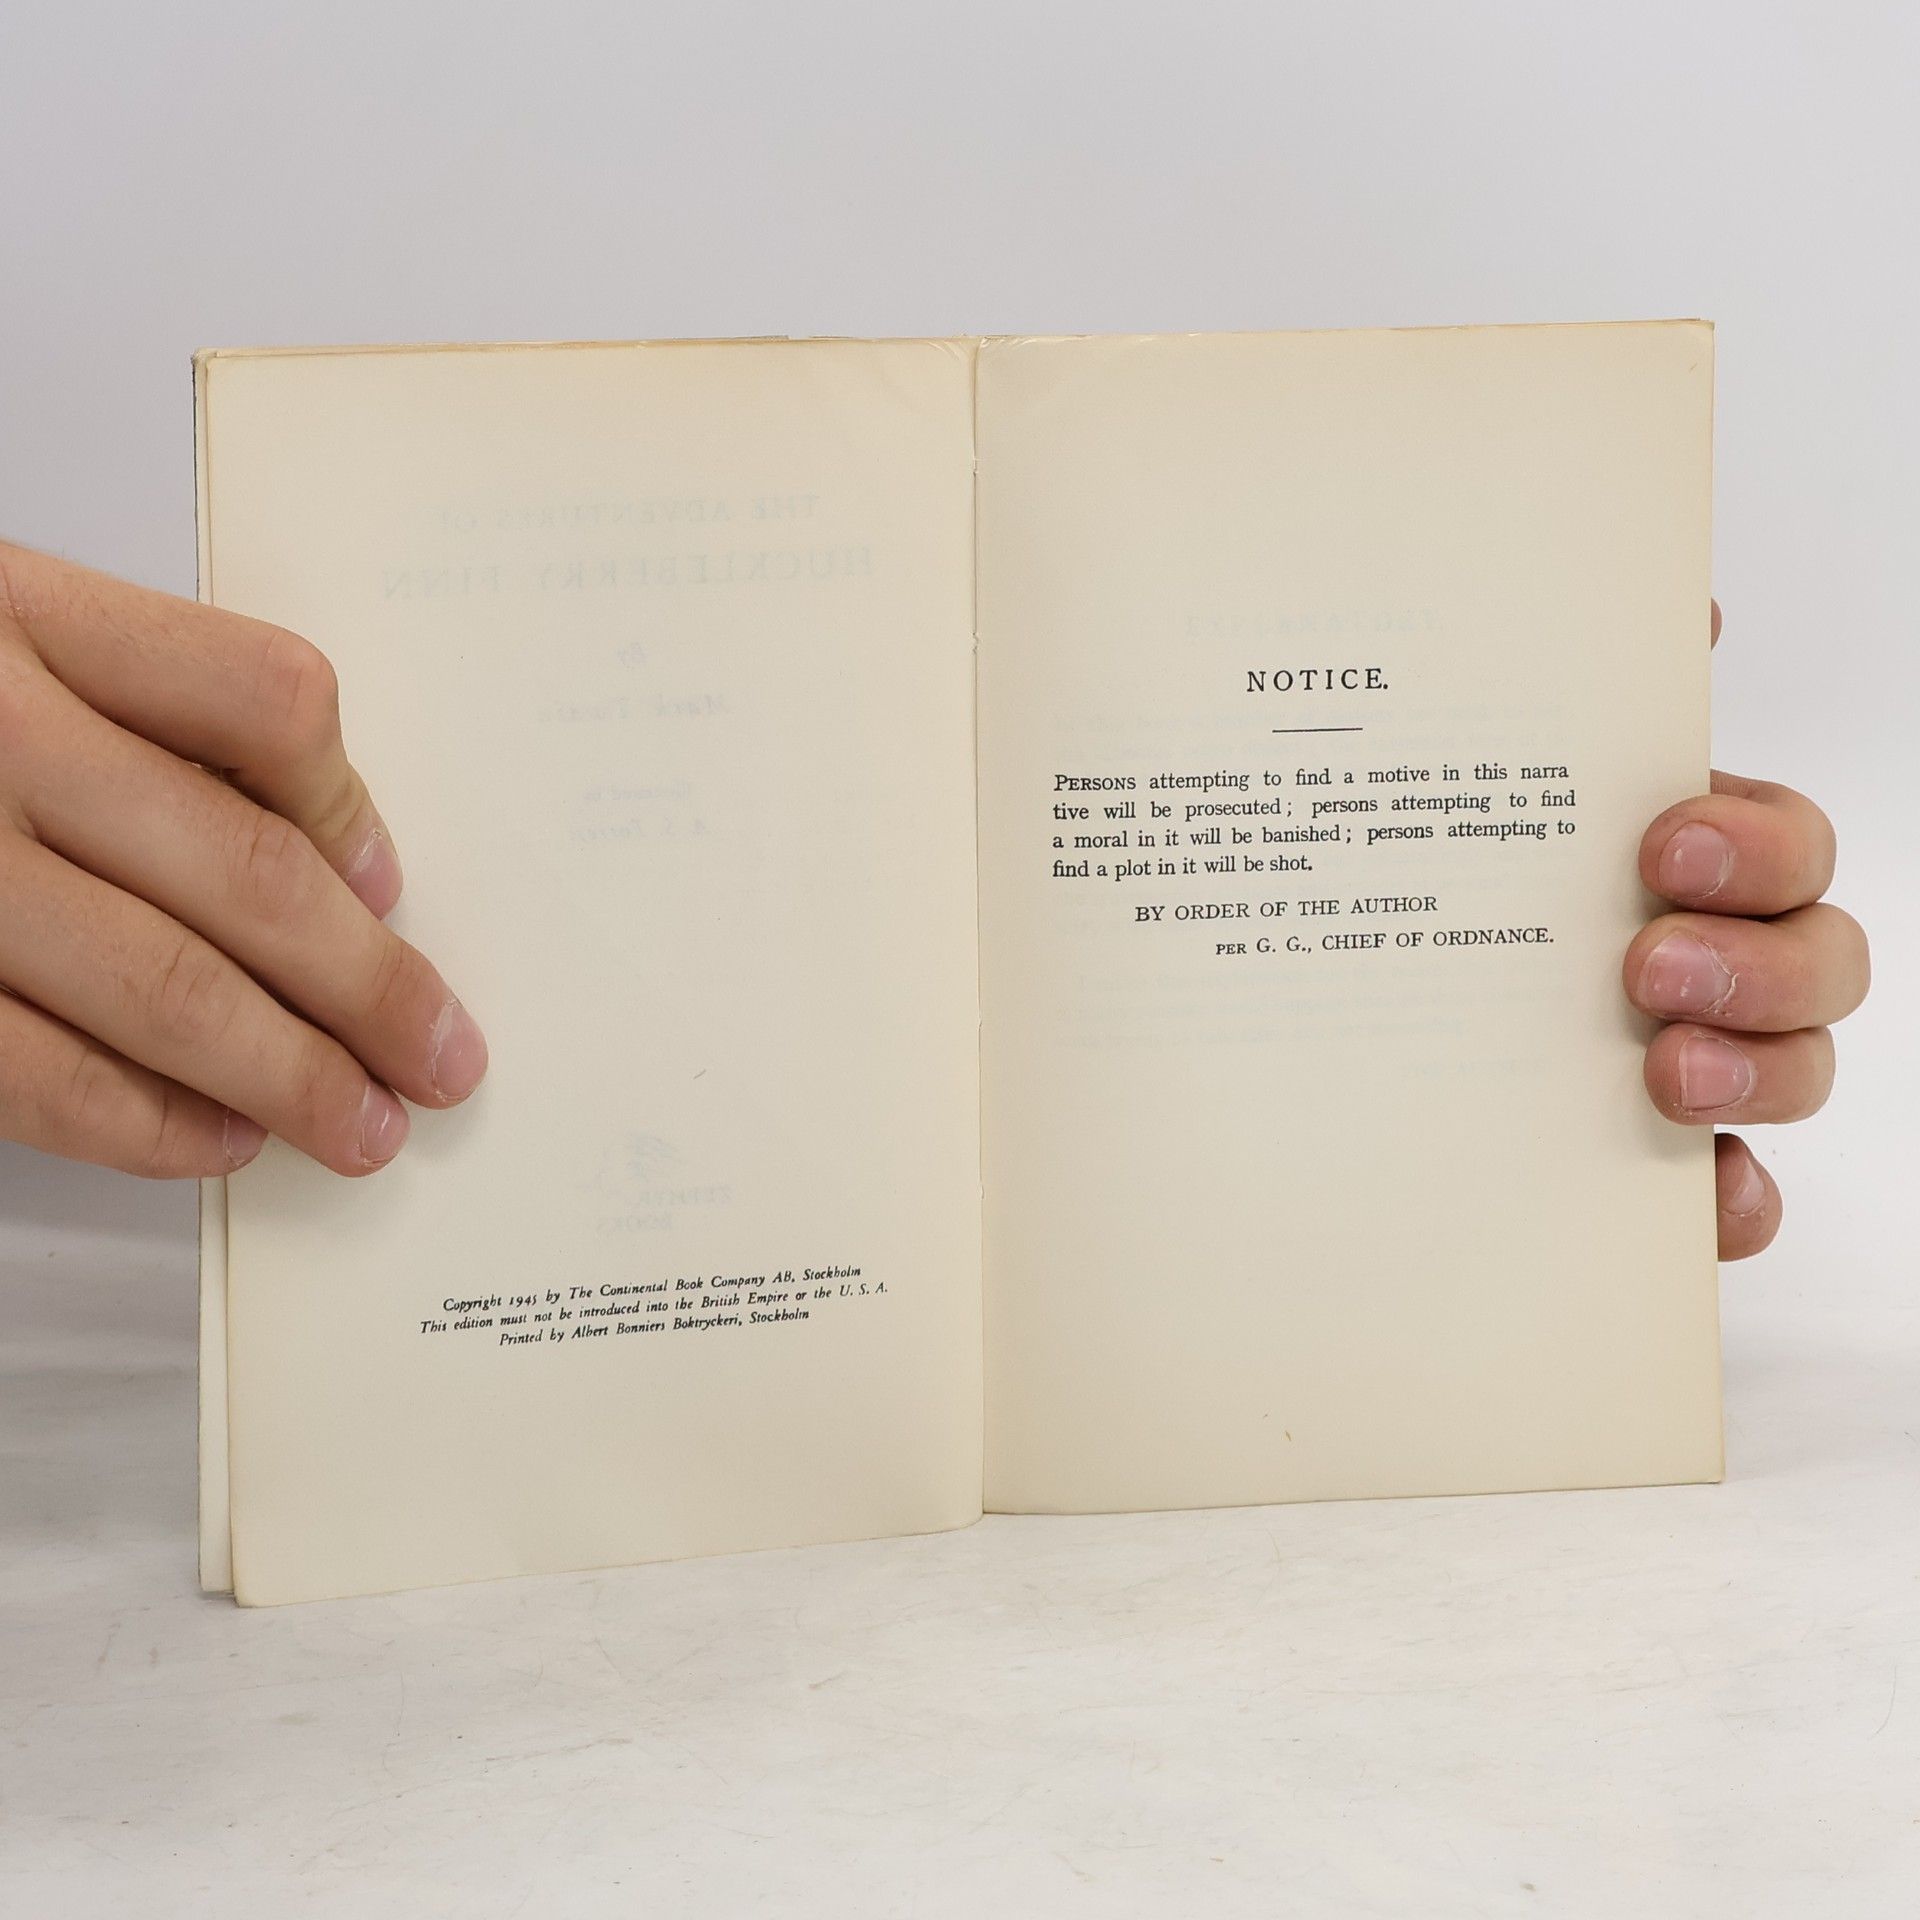 Copyright 1945 by The Continental Book Company AB, Stockholm
This edition must not be introduced into the British Empire or the U. S. A.
Printed by Albert Bonniers Boktryckeri, Stockholm
NOTICE.
PERSONS attempting to find a motive in this narra
tive will be prosecuted; persons attempting to find
a moral in it will be banished; persons attempting to
find a plot in it will be shot.
BY ORDER OF THE AUTHOR
PER G. G., CHIEF OF ORDNANCE.